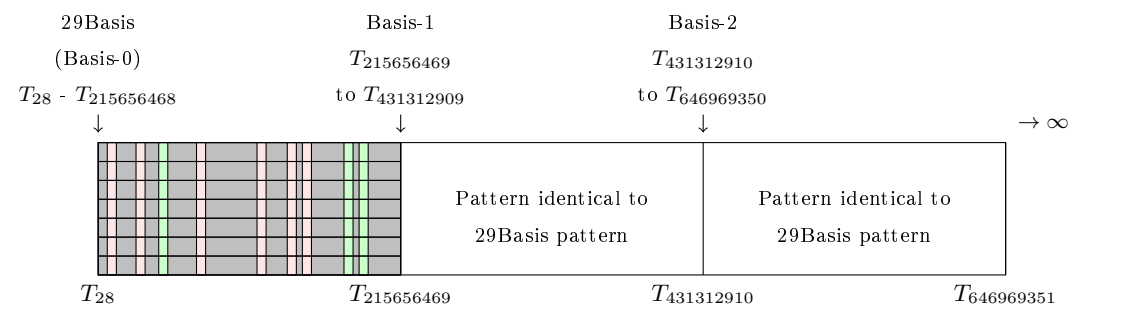 29Basis
(Basis-0)
T28 - T215656468
Basis-1
T215656469
to T431312909
Basis-2
T431312910
to T646969350
→ ∞
Pattern identical to
29Basis pattern
Pattern identical to
29Basis pattern
T28
T215656469
T431312910
T646969351